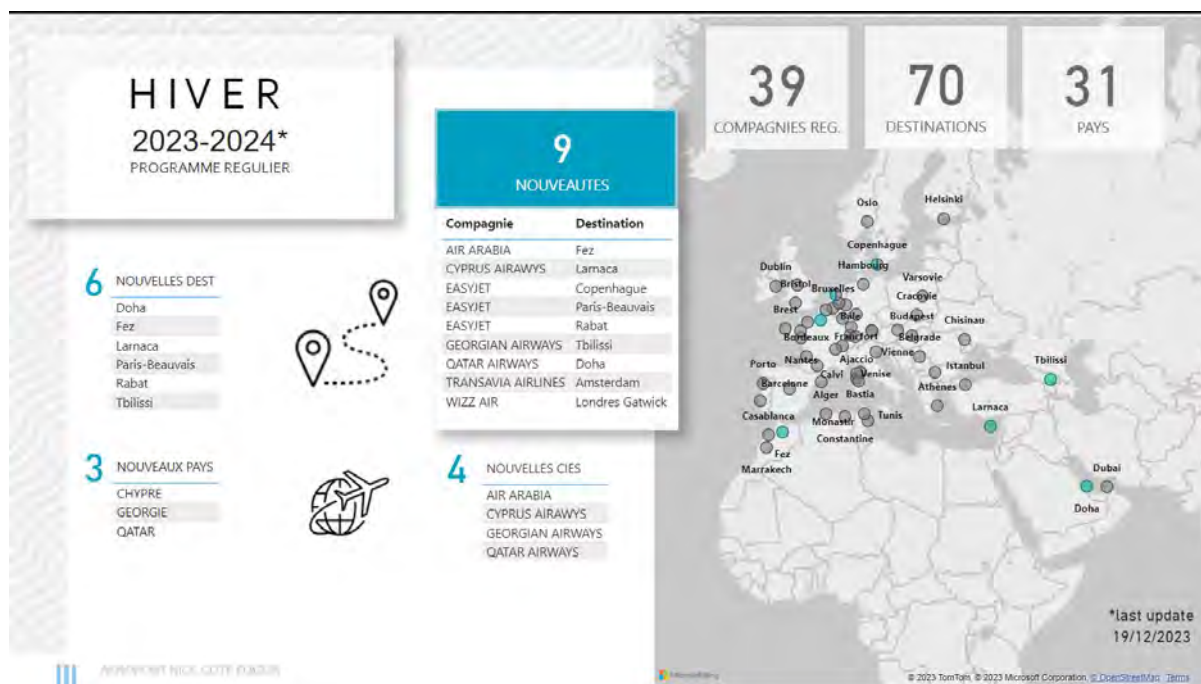 HIVER
2023-2024*
PROGRAMME REGULIER
39
COMPAGNIES REG.
70
DESTINATIONS
31
PAYS
9
NOUVEAUTES
Compagnie Destination
AIR ARABIA Fez
CYPRUS AIRAWYS Larnaca
EASYJET Copenhague
EASYJET Paris-Beauvais
EASYJET Rabat
GEORGIAN AIRWAYS Tbilissi
QATAR AIRWAYS Doha
TRANSAVIA AIRLINES Amsterdam
WIZZ AIR Londres Gatwick
6 NOUVELLES DEST
Doha
Fez
Larnaca
Paris-Beauvais
Rabat
Tbilissi
3 NOUVEAUX PAYS
CHYPRE
GEORGIE
QATAR
4 NOUVELLES CIES
AIR ARABIA
CYPRUS AIRAWYS
GEORGIAN AIRWAYS
QATAR AIRWAYS
Oslo
Helsinki
Copenhague
Dublin
Hambourg
Bristol
Bruxelles
Varsovie
Cracovie
Brest
Bale
Budapest
Chisinau
Bordeaux
Francfort
Belgrade
Porto
Nantes
Ajaccio
Vienne
Istanbul
Tbilissi
Barcelone
Calvi
Venise
Athènes
Alger
Bastia
Larnaca
Casablanca
Monastir
Tunis
Constantine
Fez
Marrakech
Dubai
Doha
*last update
19/12/2023
AEROPORT NICE COTE D'AZUR
© 2023 TomTom, © 2023 Microsoft Corporation, © OpenStreetMap Terms